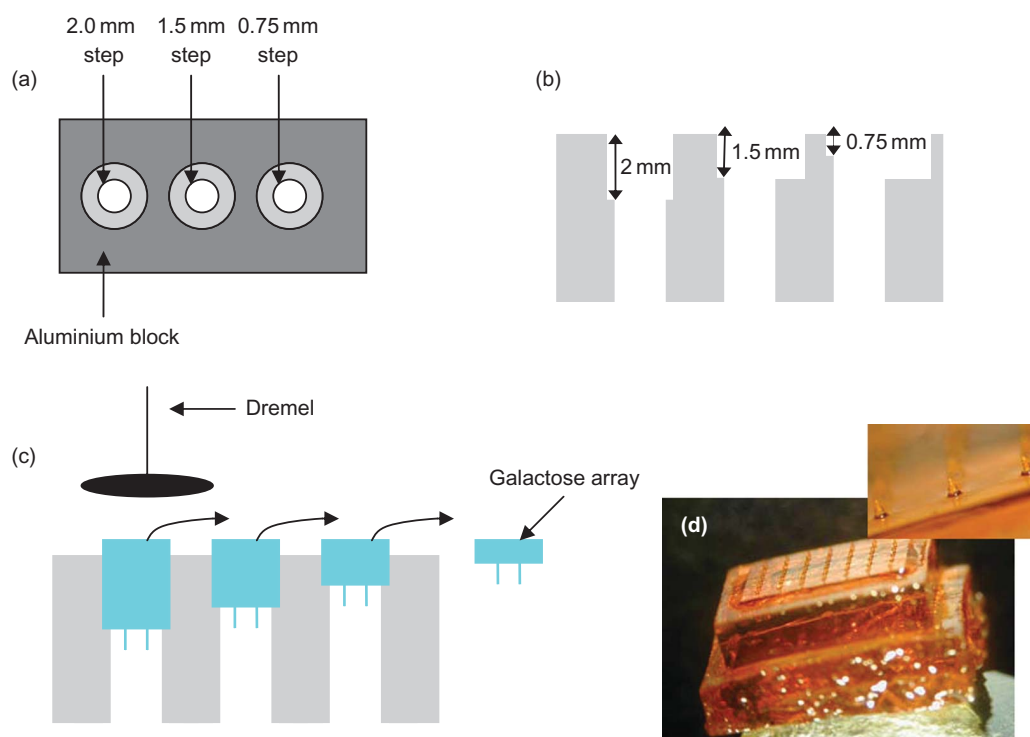 2.0 mm
step
1.5 mm
step
0.75 mm
step
(a)
Aluminium block
(b)
2 mm
1.5 mm
0.75 mm
Dremel
(c)
Galactose array
(d)